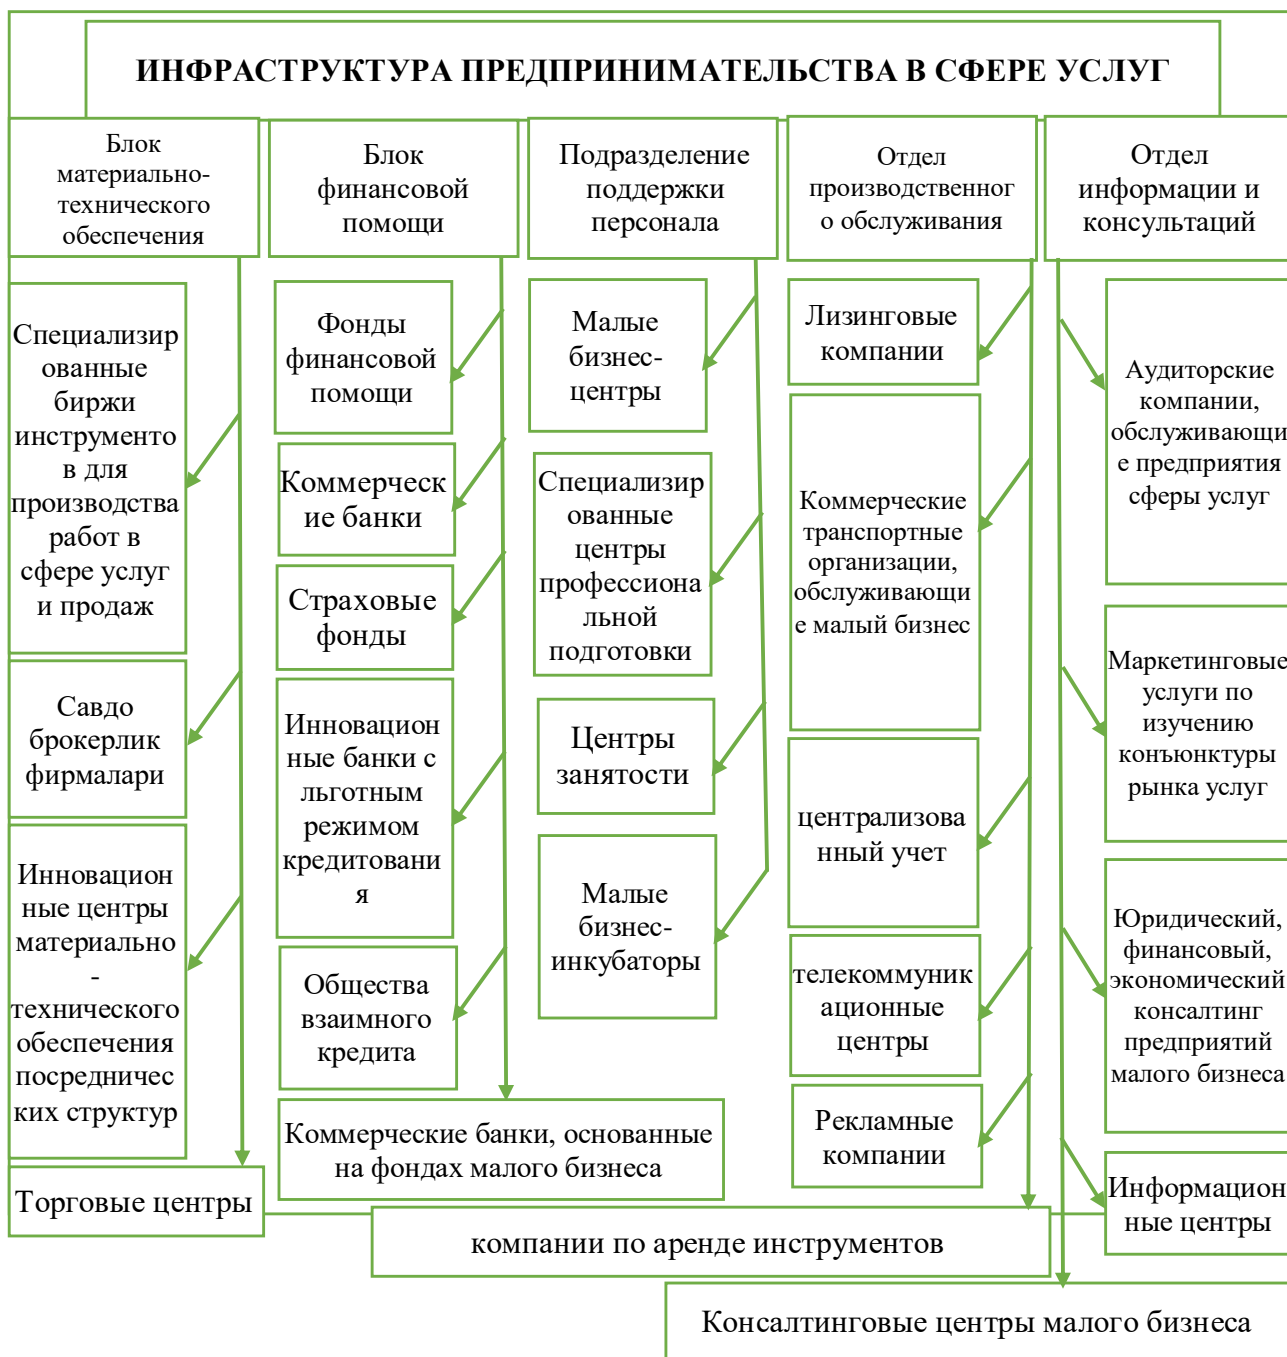 ИНФРАСТРУКТУРА ПРЕДПРИНИМАТЕЛЬСТВА В СФЕРЕ УСЛУГ
Блок
материально-
технического
обеспечения
Специализир
ованные
биржи
инструменто
в для
производства
работ в
сфере услуг
и продаж
Савдо
брокерлик
фирмалари
Инновацион
ные центры
материально
-
технического
обеспечения
посредничес
ких структур
Торговые центры
Блок
финансовой
помощи
Фонды
финансовой
помощи
Коммерческ
ие банки
Страховые
фонды
Инновацион
ные банки с
льготным
режимом
кредитовани
я
Общества
взаимного
кредита
Коммерческие банки, основанные
на фондах малого бизнеса
Подразделение
поддержки
персонала
Малые
бизнес-
центры
Специализир
ованные
центры
профессиона
льной
подготовки
Центры
занятости
Малые
бизнес-
инкубаторы
Отдел
производственног
о обслуживания
Лизинговые
компании
Коммерческие
транспортные
организации,
обслуживающи
е малый бизнес
централизова
нный учет
телекоммуник
ационные
центры
Рекламные
компании
компании по аренде инструментов
Отдел
информации и
консультаций
Аудиторские
компании,
обслуживающи
е предприятия
сферы услуг
Маркетинговые
услуги по
изучению
конъюнктуры
рынка услуг
Юридический,
финансовый,
экономический
консалтинг
предприятий
малого бизнеса
Информацион
ные центры
Консалтинговые центры малого бизнеса